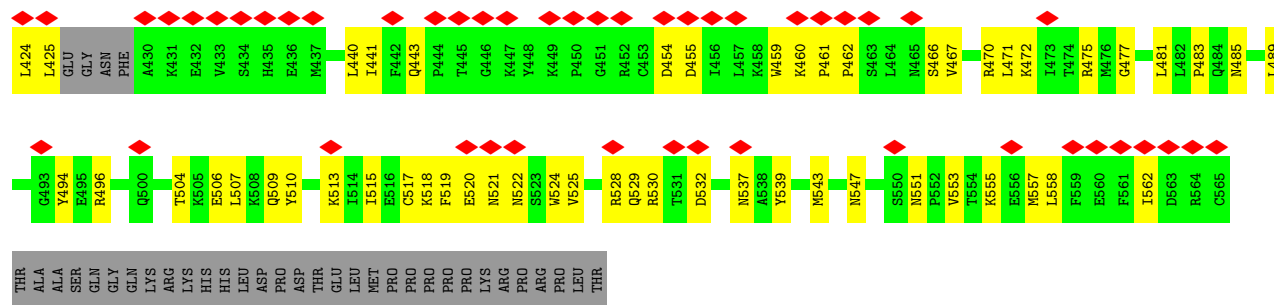 L424 L425 GLU GLY ASN PHE A430 K431 E432 V433 S434 H435 E436 M437 L440 I441 F442 Q443 P444 T445 G446 K447 Y448 K449 P450 G451 R452 C453 D454 D455 I456 L457 K458 W459 K460 P461 P462 S463 L464 N465 S466 V467 R470 L471 K472 I473 T474 R475 M476 G477 L481 L482 P483 Q484 N485 L489
G493 Y494 E495 R496 Q500 T504 K505 E506 L507 K508 Q509 Y510 K513 I514 I515 E516 C517 K518 F519 E520 N521 N522 S523 W524 V525 R528 Q529 R530 T531 D532 N537 A538 Y539 M543 N547 S550 N551 P552 V553 T554 K555 E556 M557 L558 F559 E560 F561 I562 D563 R564 C565
THR ALA ALA SER GLN GLY GLN LYS ARG LYS HIS HIS LEU ASP PRO ASP THR GLU LEU MET PRO PRO PRO PRO PRO LYS ARG PRO ARG PRO LEU THR